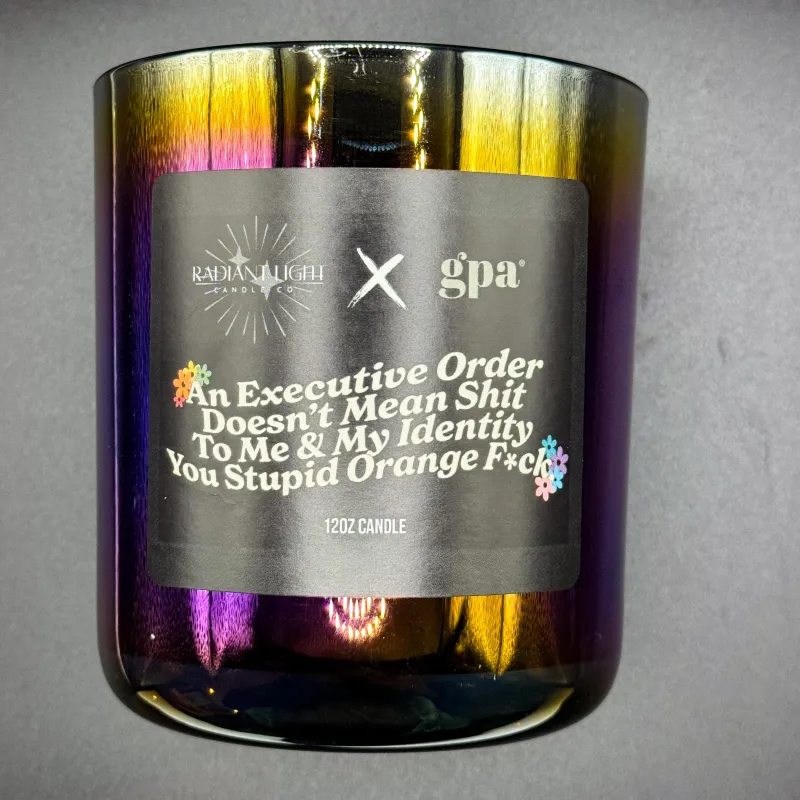 RADIANT LIGHT
CANDLE CO
X
gpa®
An Executive Order
Doesn't Mean Shit
To Me & My Identity
You Stupid Orange F*ck
12OZ CANDLE